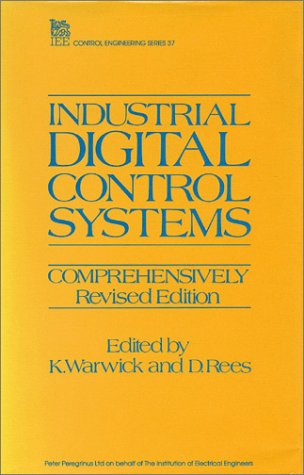 IEE CONTROL ENGINEERING SERIES 37
INDUSTRIAL
DIGITAL
CONTROL
SYSTEMS
COMPREHENSIVELY
Revised Edition
Edited by
K.Warwick and D.Rees
Peter Peregrinus Ltd on behalf of The Institution of Electrical Engineers